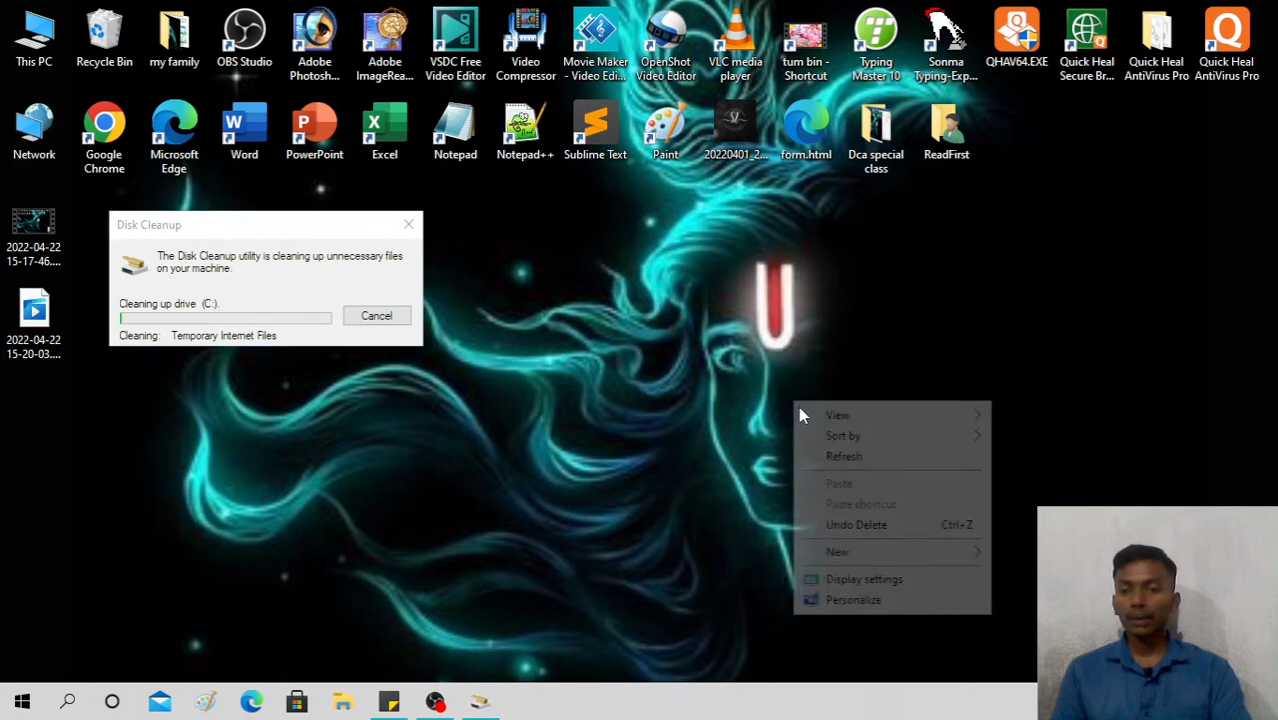 This PC
Recycle Bin
my family
OBS Studio
Adobe
Photosh...
Adobe
ImageRea...
VSDC Free
Video Editor
Video
Compressor
Movie Maker
- Video Edi...
OpenShot
Video Editor
VLC media
player
tum bin -
Shortcut
Typing
Master 10
Sonma
Typing-Exp...
QHAV64.EXE
Quick Heal
Secure Br...
Quick Heal
AntiVirus Pro
Quick Heal
AntiVirus Pro
Network
Google
Chrome
Microsoft
Edge
Word
PowerPoint
Excel
Notepad
Notepad++
Sublime Text
Paint
20220401_2...
form.html
Dca special
class
ReadFirst
2022-04-22
15-17-46....
2022-04-22
15-20-03....
Disk Cleanup
The Disk Cleanup utility is cleaning up unnecessary files
on your machine.
Cleaning up drive (C:).
Cancel
Cleaning: Temporary Internet Files
View
Sort by
Refresh
Paste
Paste shortcut
Undo Delete Ctrl+Z
New
Display settings
Personalize